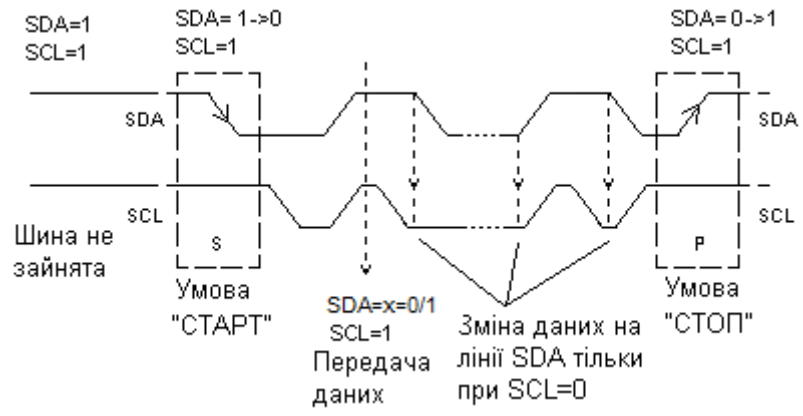 SDA=1
SCL=1
SDA= 1->0
SCL=1
SDA= 0->1
SCL=1
SDA
SDA
SCL
SCL
Шина не
зайнята
S
P
Умова
"СТАРТ"
SDA=x=0/1
SCL=1
Передача
даних
Зміна даних на
лінії SDA тільки
при SCL=0
Умова
"СТОП"